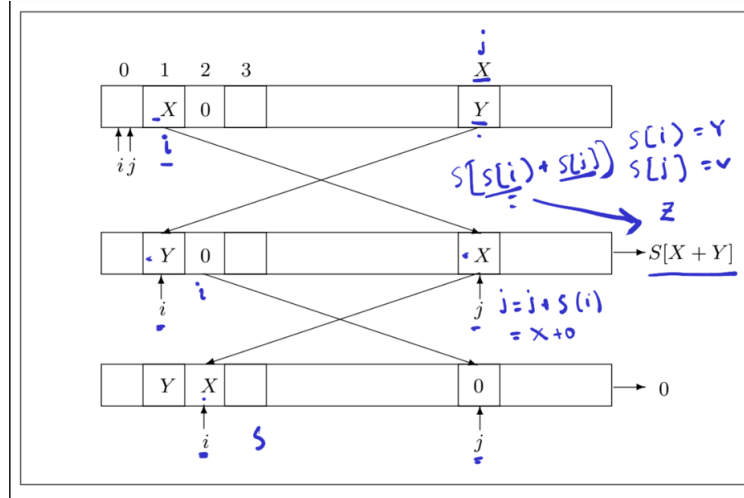 j
0 1 2 3 X
X 0 Y
i j i
S[S[i]+S[j]] S[i] = Y
Z
Y 0 X S[X + Y]
i i j j=j+S(i)
= X+0
Y X 0 0
i S j